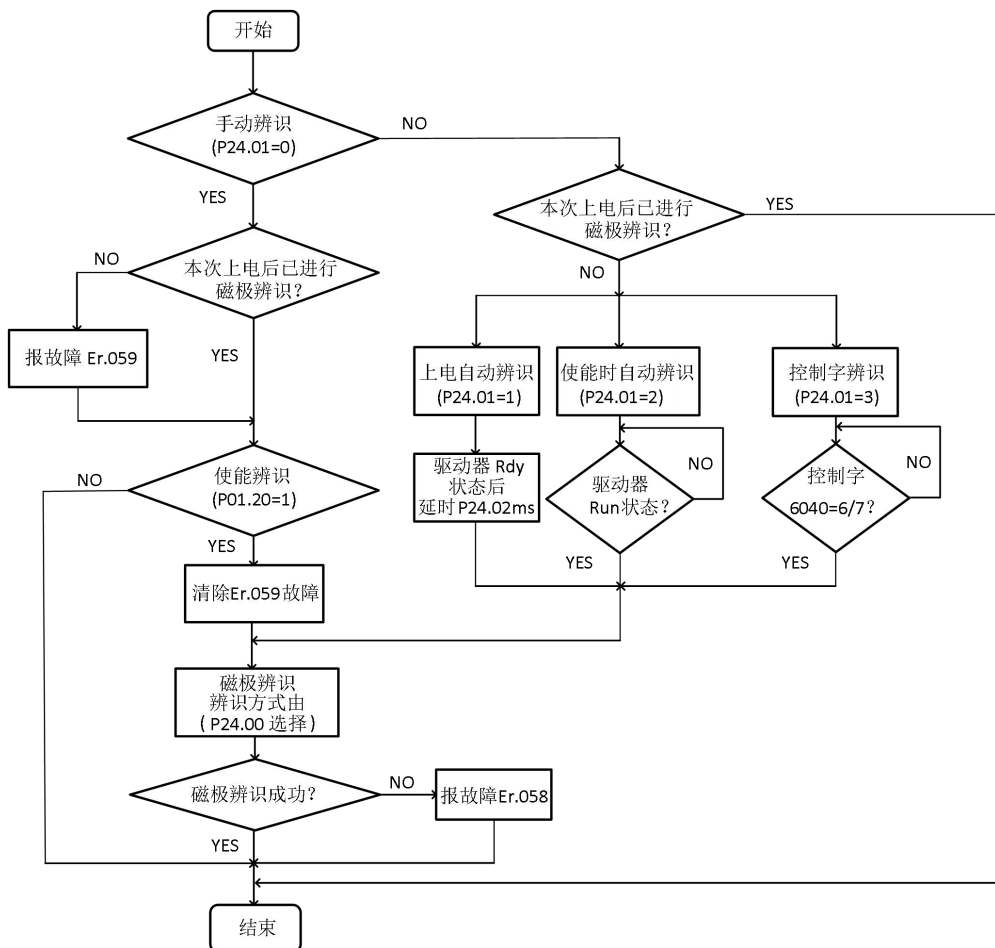 开始
手动辨识
(P24.01=0)
NO
YES
本次上电后已进行
磁极辨识?
YES
NO
本次上电后已进行
磁极辨识?
NO
报故障 Er.059
YES
上电自动辨识
(P24.01=1)
使能时自动辨识
(P24.01=2)
控制字辨识
(P24.01=3)
使能辨识
(P01.20=1)
NO
YES
驱动器 Rdy
状态后
延时P24.02ms
驱动器
Run状态?
NO
YES
控制字
6040=6/7?
NO
YES
清除Er.059故障
磁极辨识
辨识方式由
( P24.00 选择)
磁极辨识成功?
NO
报故障Er.058
YES
结束